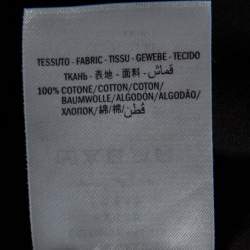 TESSUTO - FABRIC - TISSU - GEWEBE - TECIDO
ТКАНЬ - 表地 - 面料 - قماش
100% COTONE/COTTON/COTON/
BAUMWOLLE/ALGODÓN/ALGODÃO/
ХЛОПОК/綿/棉/قطن